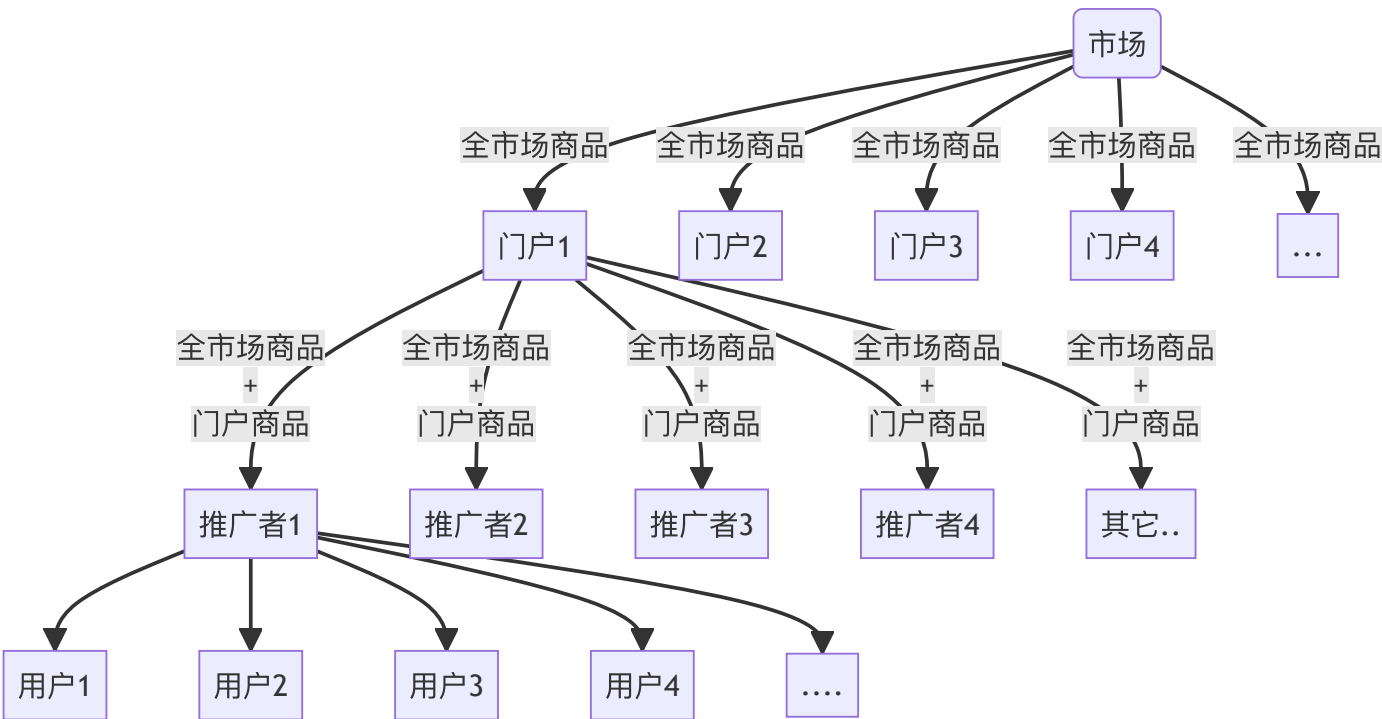 市场
全市场商品
全市场商品
全市场商品
全市场商品
全市场商品
门户1
门户2
门户3
门户4
...
全市场商品
+
门户商品
全市场商品
+
门户商品
全市场商品
+
门户商品
全市场商品
+
门户商品
全市场商品
+
门户商品
推广者1
推广者2
推广者3
推广者4
其它..
用户1
用户2
用户3
用户4
....